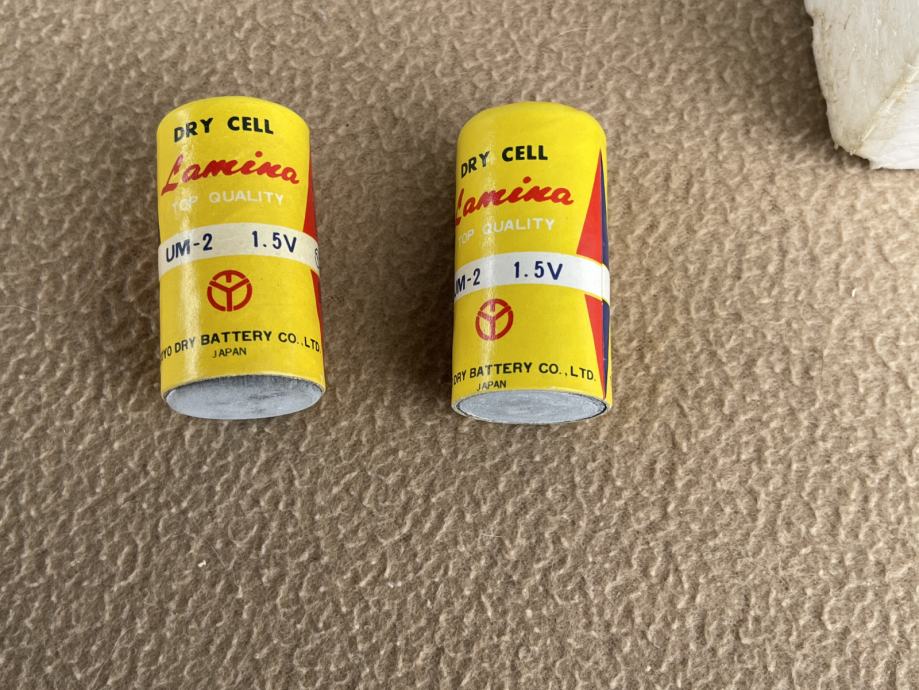 DRY CELL
Lamina
TOP QUALITY
UM-2 1.5V
DRY BATTERY CO.,LTD.
JAPAN
DRY CELL
Lamina
TOP QUALITY
UM-2 1.5V
DRY BATTERY CO.,LTD.
JAPAN